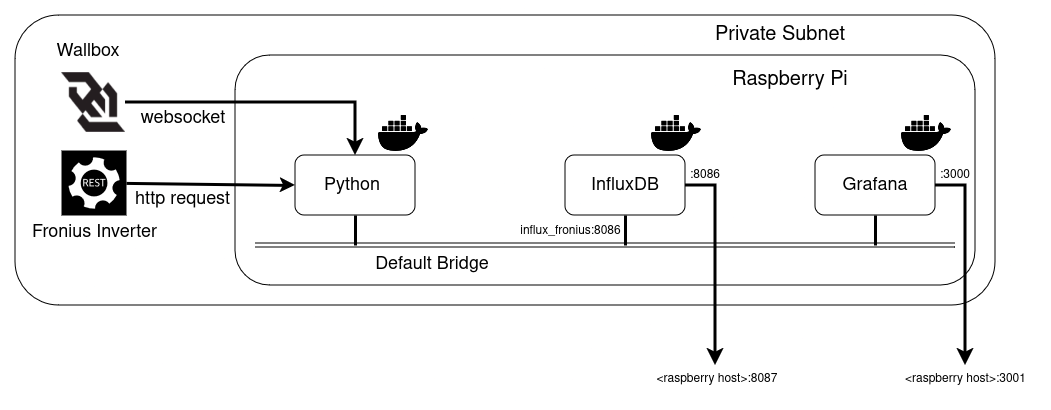 Private Subnet
Wallbox
Raspberry Pi
websocket
Python
InfluxDB
:8086
Grafana
:3000
REST
http request
Fronius Inverter
influx_fronius:8086
Default Bridge
<raspberry host>:8087
<raspberry host>:3001